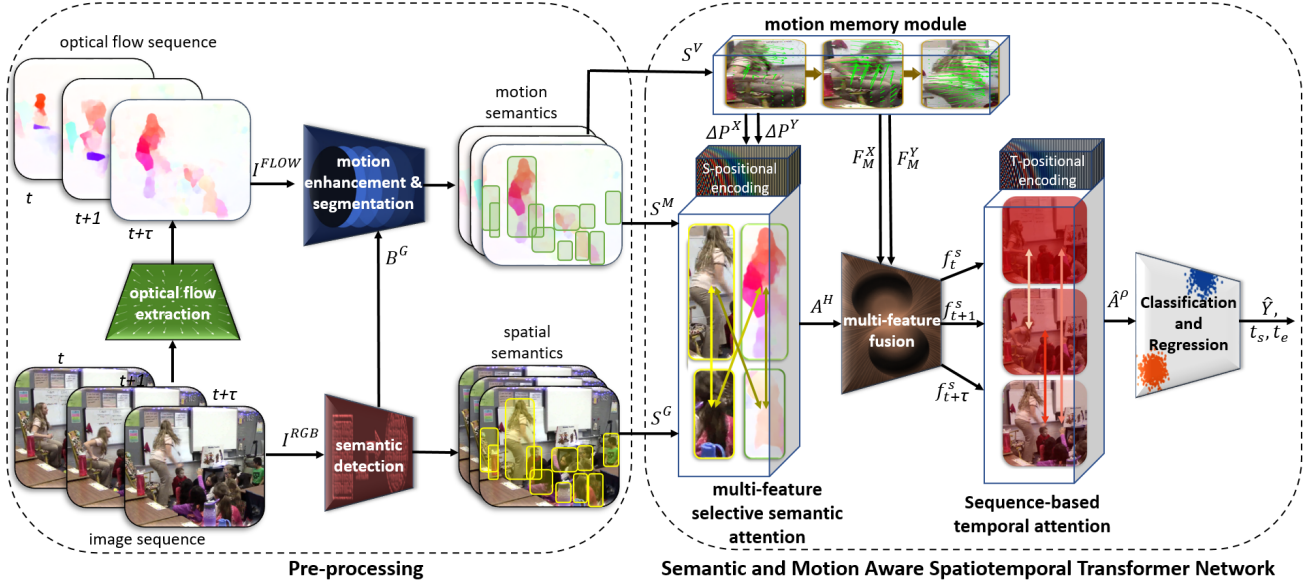 optical flow sequence
t
t+1
t+τ
I^{FLOW}
optical flow
extraction
t
t+1
t+τ
image sequence
I^{RGB}
motion
enhancement &
segmentation
B^G
semantic
detection
motion
semantics
spatial
semantics
Pre-processing
S^V
S^M
S^G
motion memory module
ΔP^X ΔP^Y
S-positional
encoding
multi-feature
selective semantic
attention
A^H
F_M^X F_M^Y
multi-feature
fusion
f_t^s
f_{t+1}^s
f_{t+τ}^s
T-positional
encoding
Sequence-based
temporal attention
Â^ρ
Classification
and
Regression
Ŷ,
t_s, t_e
Semantic and Motion Aware Spatiotemporal Transformer Network